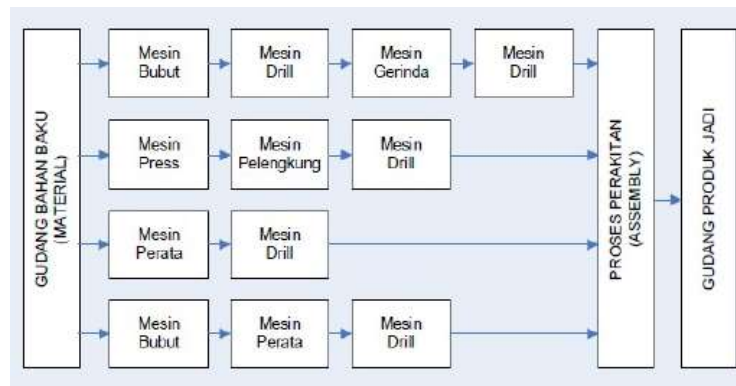 GUDANG BAHAN BAKU
(MATERIAL)
Mesin
Bubut
Mesin
Drill
Mesin
Gerinda
Mesin
Drill
Mesin
Press
Mesin
Pelengkung
Mesin
Drill
Mesin
Perata
Mesin
Drill
Mesin
Bubut
Mesin
Perata
Mesin
Drill
PROSES PERAKITAN
(ASSEMBLY)
GUDANG PRODUK JADI